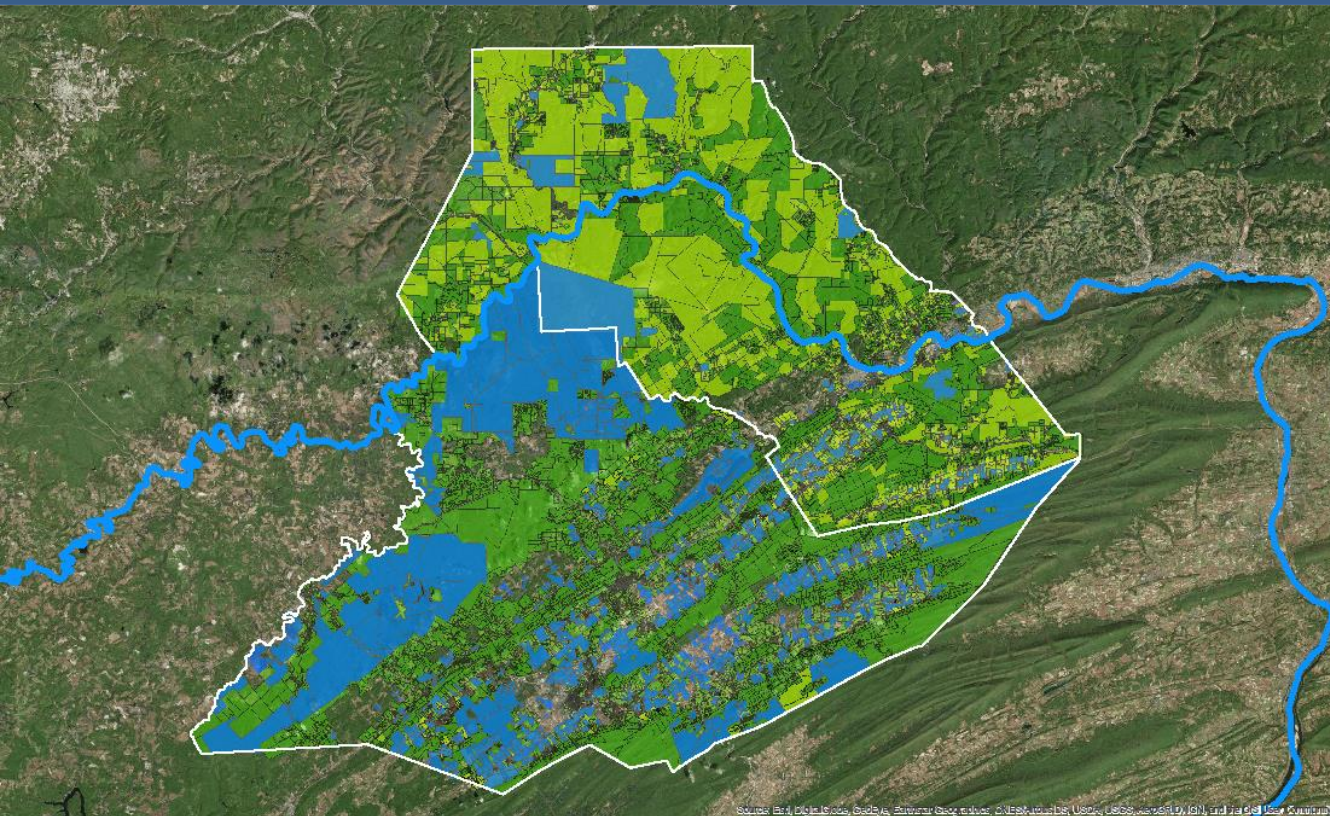 Source: Esri, DigitalGlobe, GeoEye, Earthstar Geographics, CNES/Airbus DS, USDA, USGS, AeroGRID, IGN, and the GIS User Community